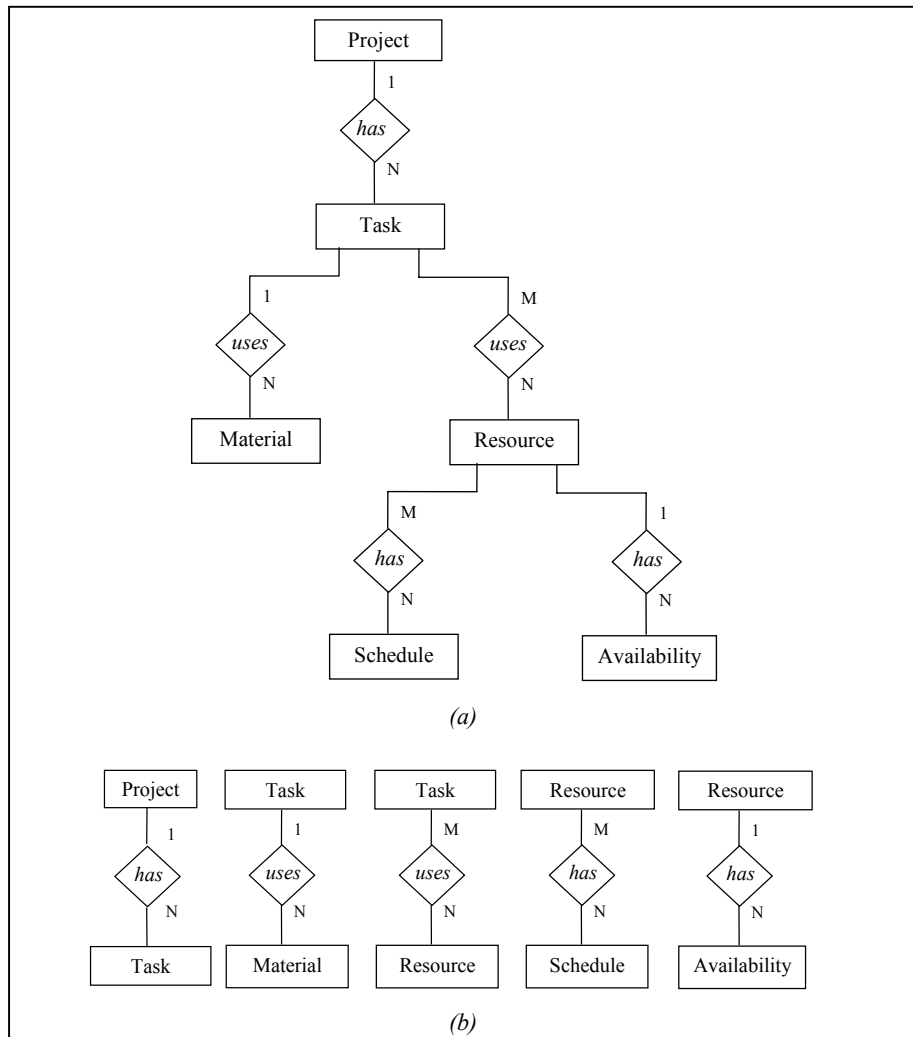 Project
1
has
N
Task
1 M
uses uses
N N
Material Resource
M 1
has has
N N
Schedule Availability
(a)
Project Task Task Resource Resource
1 1 M M 1
has uses uses has has
N N N N N
Task Material Resource Schedule Availability
(b)